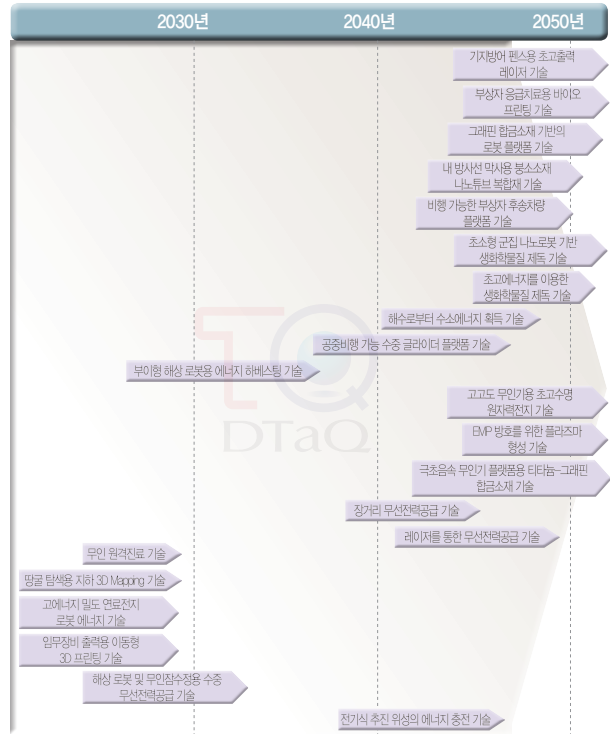 2030년 2040년 2050년
기지방어 펜스용 초고출력
레이저 기술
부상자 응급치료용 바이오
프린팅 기술
그래핀 합금소재 기반의
로봇 플랫폼 기술
내 방사선 막사용 붕소소재
나노튜브 복합재 기술
비행 가능한 부상자 후송차량
플랫폼 기술
초소형 군집 나노로봇 기반
생화학물질 제독 기술
초고에너지를 이용한
생화학물질 제독 기술
해수로부터 수소에너지 획득 기술
공중비행 가능 수중 글라이더 플랫폼 기술
부이형 해상 로봇용 에너지 하베스팅 기술
고고도 무인기용 초고수명
원자력전지 기술
EMP 방호를 위한 플라즈마
형성 기술
극초음속 무인기 플랫폼용 티타늄-그래핀
합금소재 기술
장거리 무선전력공급 기술
레이저를 통한 무선전력공급 기술
무인 원격진료 기술
땅굴 탐색용 지하 3D Mapping 기술
고에너지 밀도 연료전지
로봇 에너지 기술
임무장비 출력용 이동형
3D 프린팅 기술
해상 로봇 및 무인잠수정용 수중
무선전력공급 기술
전기식 추진 위성의 에너지 충전 기술
DTaQ